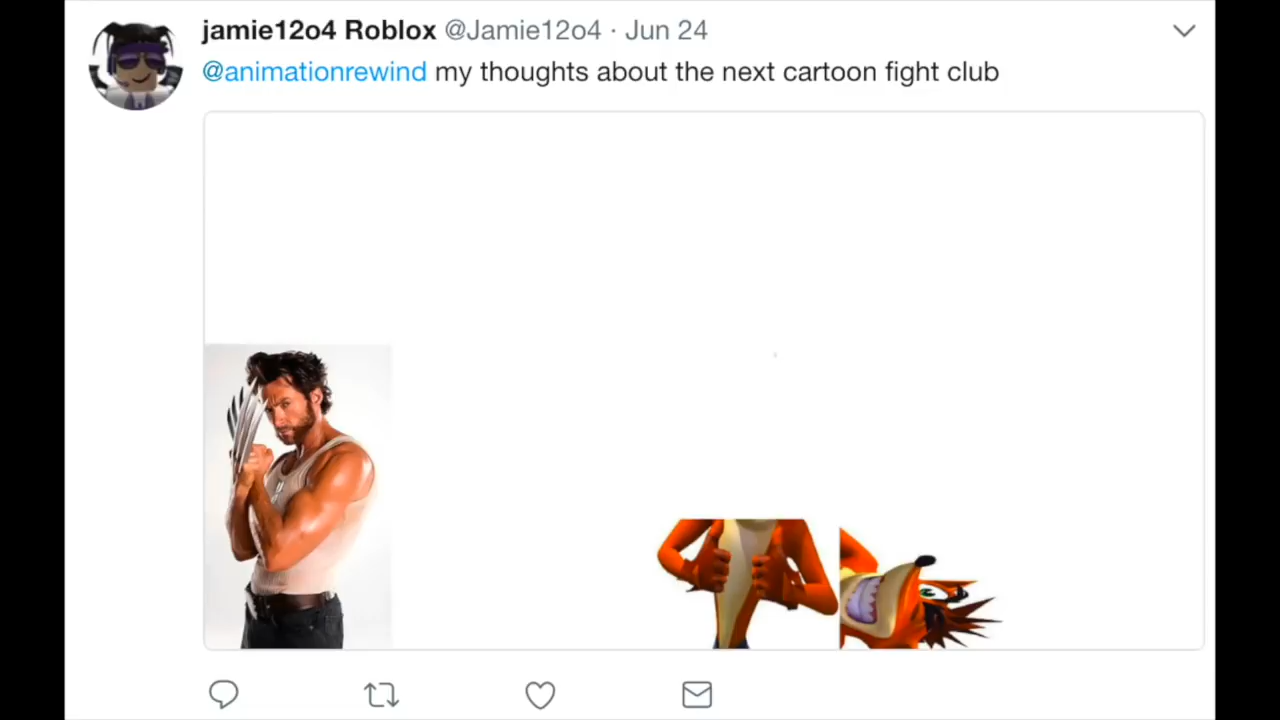 jamie12o4 Roblox @Jamie12o4 · Jun 24
@animationrewind my thoughts about the next cartoon fight club